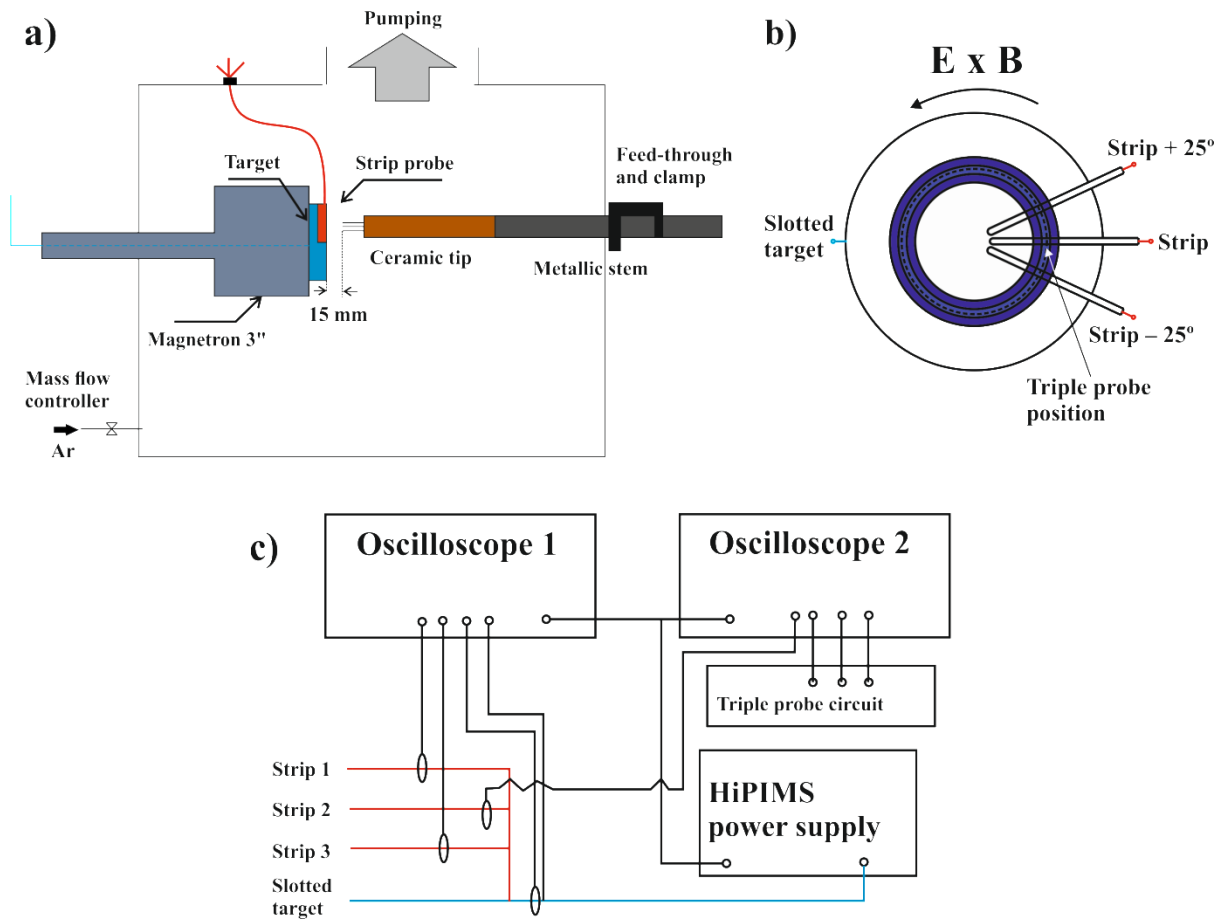 a)
Pumping
Target
Strip probe
Feed-through
and clamp
Ceramic tip
Metallic stem
15 mm
Magnetron 3"
Mass flow
controller
Ar
b)
E x B
Strip + 25º
Slotted
target
Strip
Strip – 25º
Triple probe
position
c)
Oscilloscope 1
Oscilloscope 2
Triple probe circuit
Strip 1
Strip 2
Strip 3
Slotted
target
HiPIMS
power supply